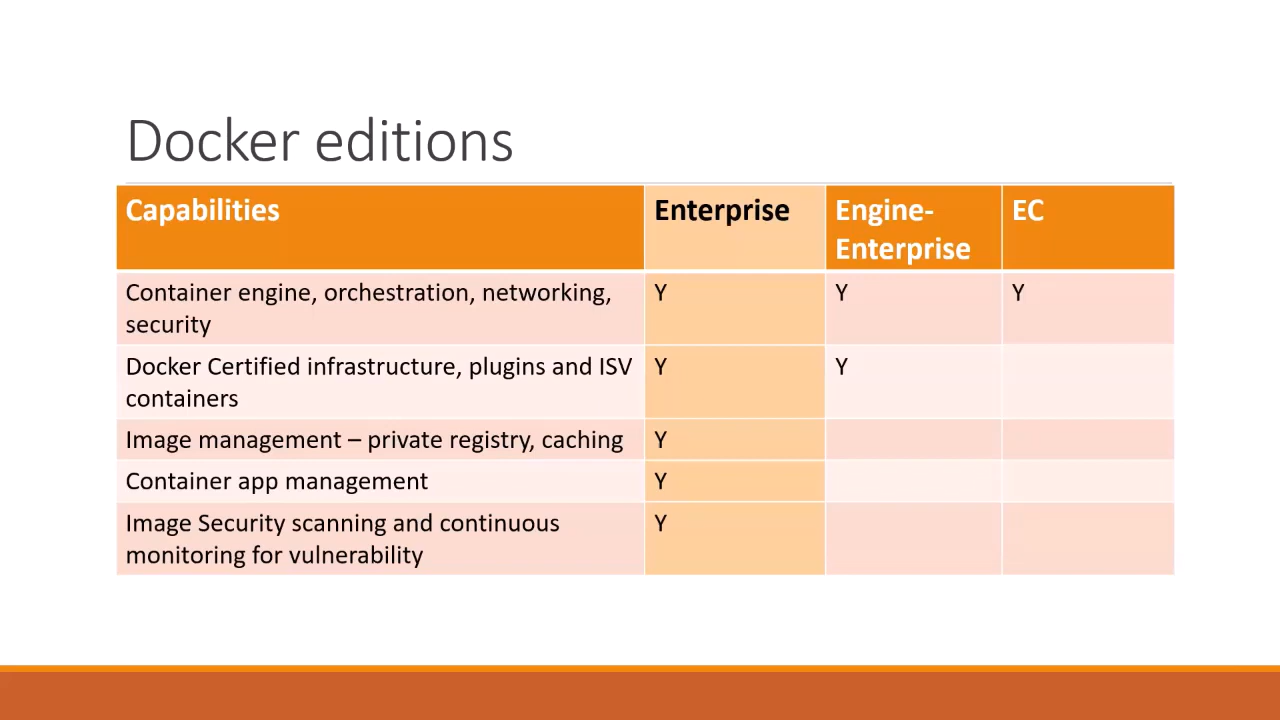 Docker editions
Capabilities Enterprise Engine-
Enterprise EC
Container engine, orchestration, networking, Y Y Y
security
Docker Certified infrastructure, plugins and ISV Y Y
containers
Image management – private registry, caching Y
Container app management Y
Image Security scanning and continuous Y
monitoring for vulnerability